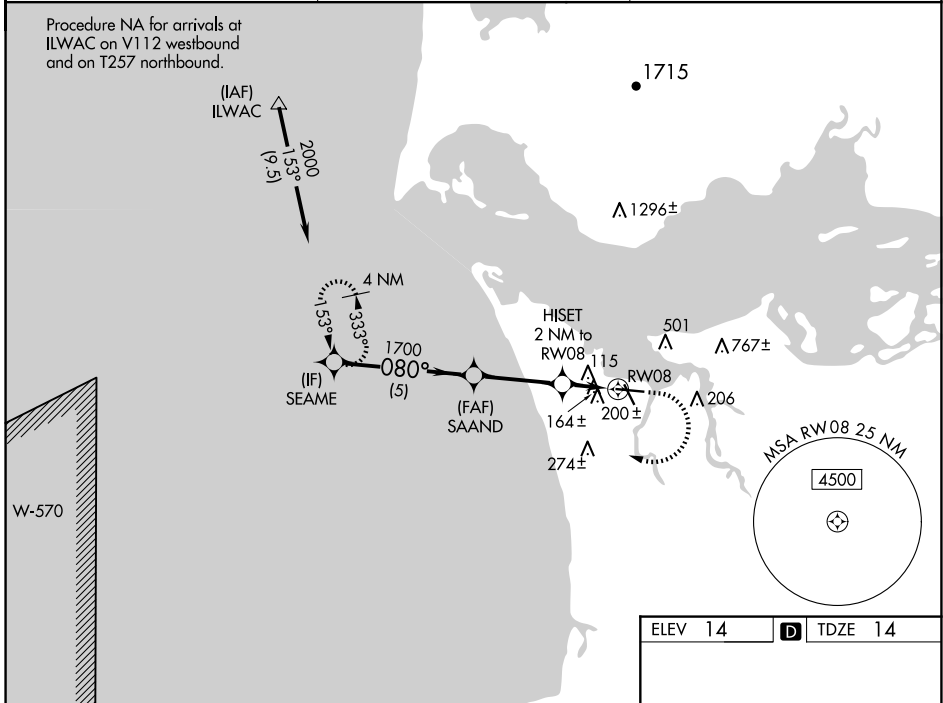 Procedure NA for arrivals at
ILWAC on V112 westbound
and on T257 northbound.
1715
(IAF)
ILWAC
2000
153°
(9.5)
1296±
4 NM
153°
333°
HISET
2 NM to
RW08
115
501
767±
1700
080°
(5)
(IF)
SEAME
(FAF)
SAAND
RW08
164±
200±
206
274±
MSA RW08 25 NM
4500
W-570
ELEV 14
D
TDZE 14